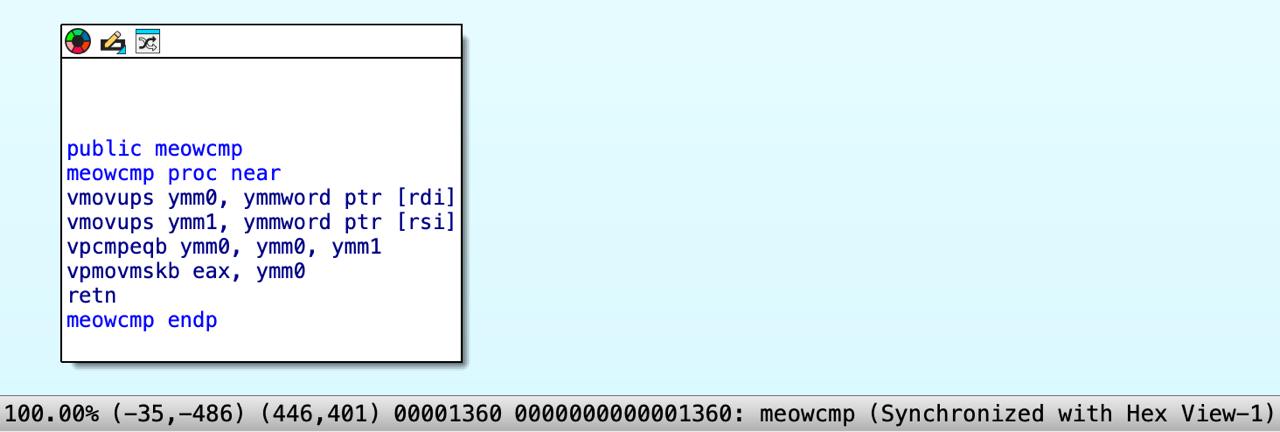 public meowcmp
meowcmp proc near
vmovups ymm0, ymmword ptr [rdi]
vmovups ymm1, ymmword ptr [rsi]
vpcmpeqb ymm0, ymm0, ymm1
vpmovmskb eax, ymm0
retn
meowcmp endp
100.00% (-35,-486) (446,401) 00001360 0000000000001360: meowcmp (Synchronized with Hex View-1)